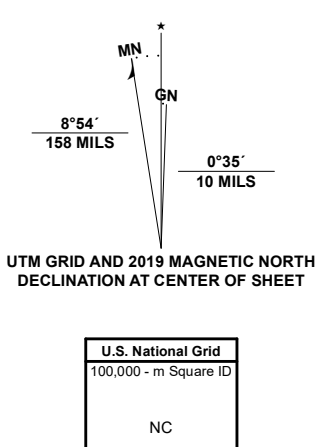 ★
MN
GN
8°54´
158 MILS
0°35´
10 MILS
UTM GRID AND 2019 MAGNETIC NORTH
DECLINATION AT CENTER OF SHEET
U.S. National Grid
100,000 - m Square ID
NC